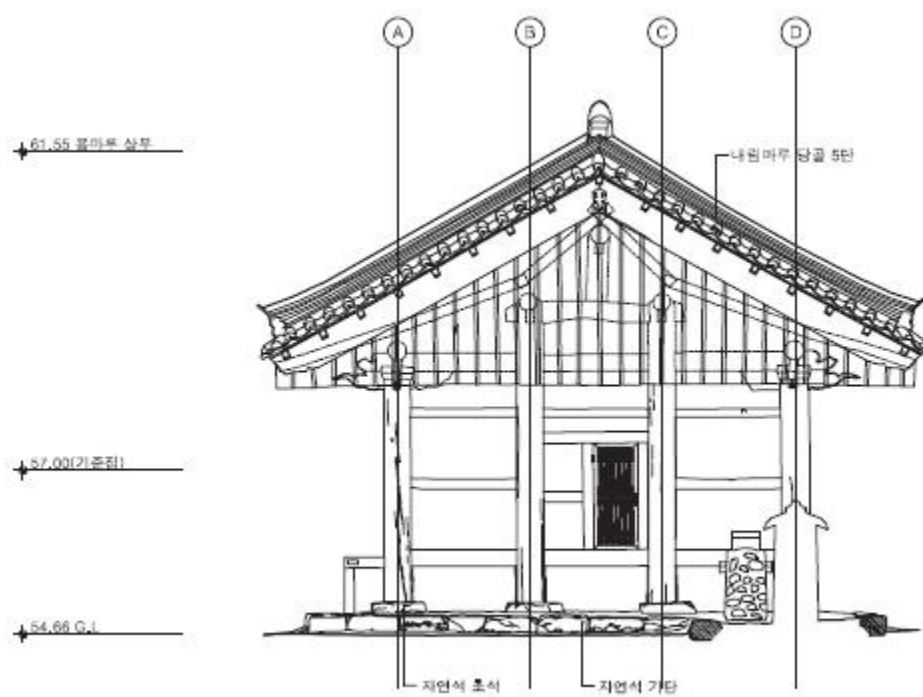 A
B
C
D
61.55 용마루 상부
내림마루 당골 5단
57.00(기준점)
54.66 G.L
자연석 초석
자연석 기단